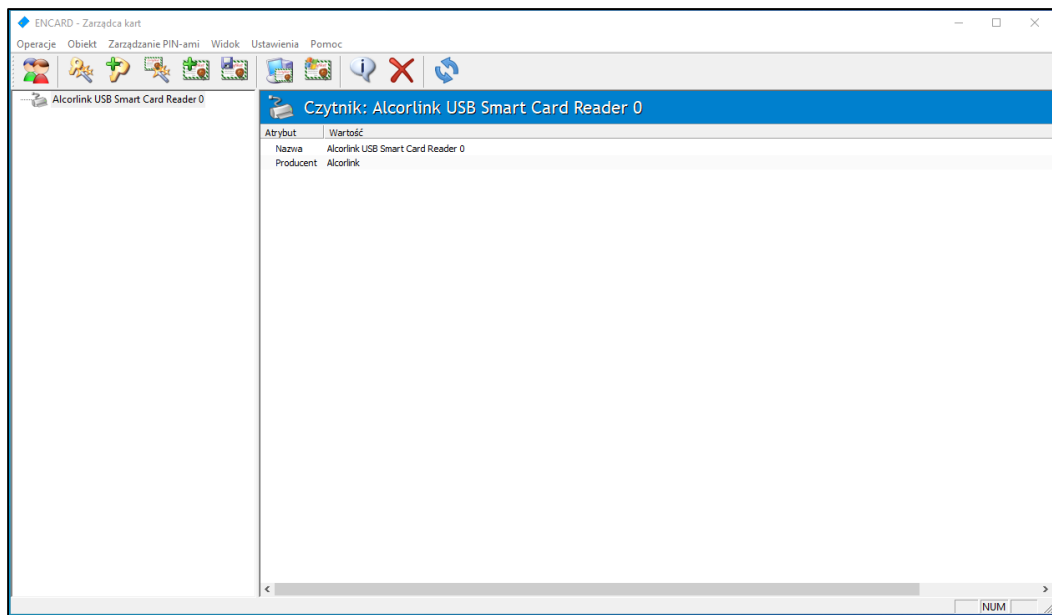 ENCARD - Zarządca kart
Operacje Obiekt Zarządzanie PIN-ami Widok Ustawienia Pomoc
Alcorlink USB Smart Card Reader 0
Czytnik: Alcorlink USB Smart Card Reader 0
Atrybut Wartość
Nazwa Alcorlink USB Smart Card Reader 0
Producent Alcorlink
NUM